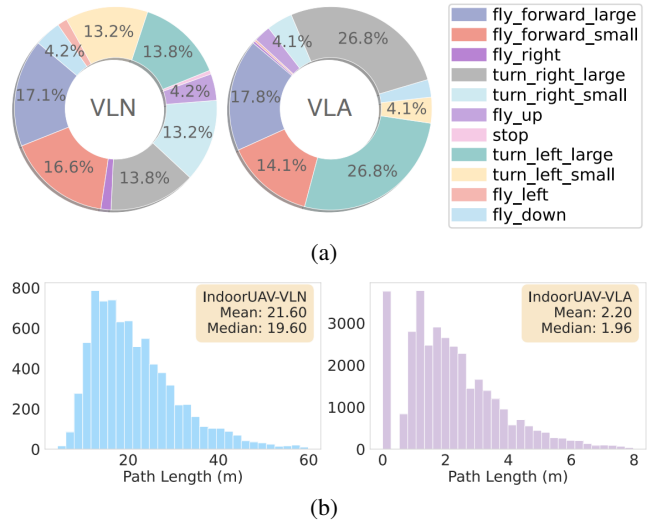 13.2%
13.8%
4.2%
17.1%
VLN
4.2%
13.2%
16.6%
13.8%
4.1%
26.8%
17.8%
VLA
4.1%
14.1%
26.8%
fly_forward_large
fly_forward_small
fly_right
turn_right_large
turn_right_small
fly_up
stop
turn_left_large
turn_left_small
fly_left
fly_down
(a)
800
600
400
200
0
20
40
60
Path Length (m)
IndoorUAV-VLN
Mean: 21.60
Median: 19.60
3000
2000
1000
0
0
2
4
6
8
Path Length (m)
IndoorUAV-VLA
Mean: 2.20
Median: 1.96
(b)